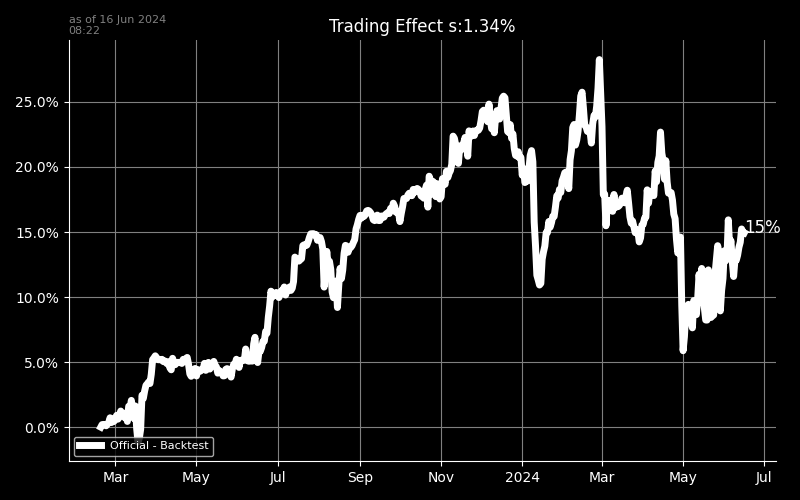 as of 16 Jun 2024
08:22
Trading Effect s:1.34%
25.0%
20.0%
15.0%
10.0%
5.0%
0.0%
15%
Official - Backtest
Mar May Jul Sep Nov 2024 Mar May Jul